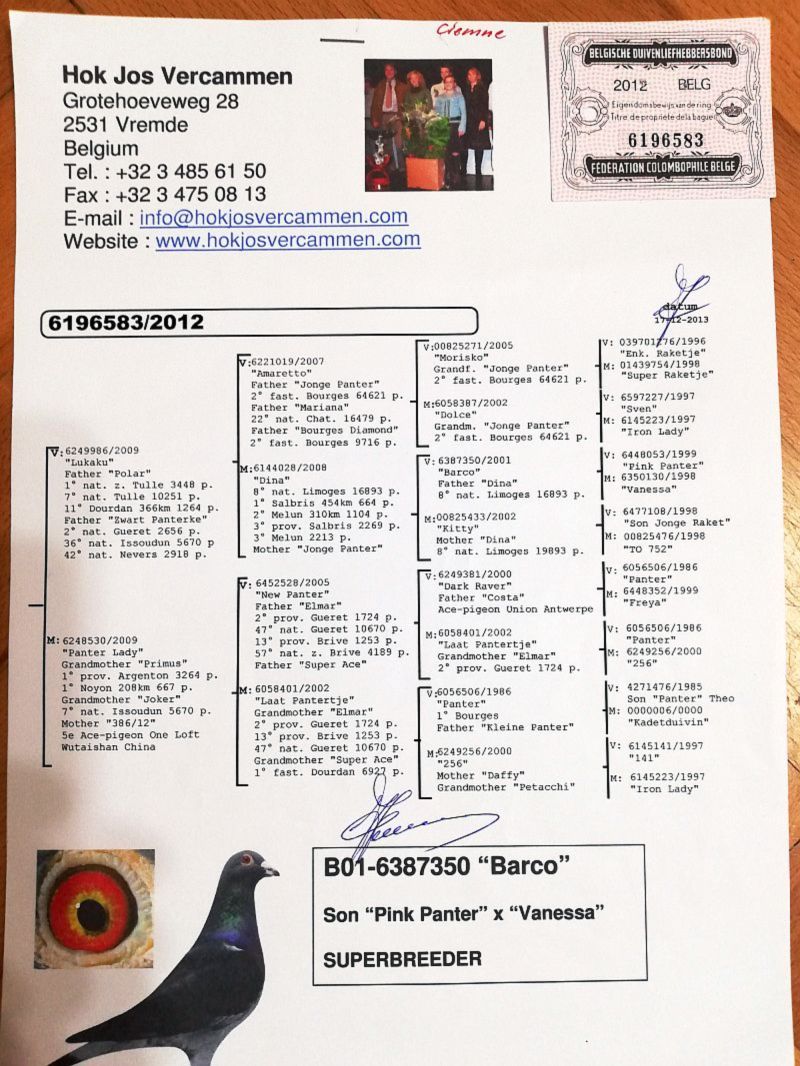 Ciemne
Hok Jos Vercammen
Grotehoeveweg 28
2531 Vremde
Belgium
Tel. : +32 3 485 61 50
Fax : +32 3 475 08 13
E-mail : info@hokjosvercammen.com
Website : www.hokjosvercammen.com
BELGISCHE DUIVENLIEFHEBBERSBOND
2012 BELG
Eigendomsbewijs van de ring
Titre de propriété de la bague
6196583
FÉDÉRATION COLOMBOPHILE BELGE
6196583/2012
datum
17-12-2013
V: 6249986/2009
"Lukaku"
Father "Polar"
1° nat. z. Tulle 3448 p.
7° nat. Tulle 10251 p.
11° Dourdan 366km 1264 p.
Father "Zwart Panterke"
2° nat. Gueret 2656 p.
36° nat. Issoudun 5670 p
42° nat. Nevers 2918 p.
M: 6248530/2009
"Panter Lady"
Grandmother "Primus"
1° prov. Argenton 3264 p.
1° Noyon 208km 667 p.
Grandmother "Joker"
7° nat. Issoudun 5670 p.
Mother "386/12"
5e Ace-pigeon One Loft
Wutaishan China
V: 6221019/2007
"Amaretto"
Father "Jonge Panter"
2° fast. Bourges 64621 p.
Father "Mariana"
22° nat. Chat. 16479 p.
Father "Bourges Diamond"
2° fast. Bourges 9716 p.
M: 6144028/2008
"Dina"
8° nat. Limoges 16893 p.
1° Salbris 454km 664 p.
2° Melun 310km 1104 p.
3° prov. Salbris 2269 p.
3° Melun 2213 p.
Mother "Jonge Panter"
V: 6452528/2005
"New Panter"
Father "Elmar"
2° prov. Gueret 1724 p.
47° nat. Gueret 10670 p.
13° prov. Brive 1253 p.
57° nat. z. Brive 4189 p.
Father "Super Ace"
M: 6058401/2002
"Laat Pantertje"
Grandmother "Elmar"
2° prov. Gueret 1724 p.
13° prov. Brive 1253 p.
47° nat. Gueret 10670 p.
Grandmother "Super Ace"
1° fast. Dourdan 6927 p.
V:00825271/2005
"Morisko"
Grandf. "Jonge Panter"
2° fast. Bourges 64621 p.
M:6058387/2002
"Dolce"
Grandm. "Jonge Panter"
2° fast. Bourges 64621 p.
V: 6387350/2001
"Barco"
Father "Dina"
8° nat. Limoges 16893 p.
M:00825433/2002
"Kitty"
Mother "Dina"
8° nat. Limoges 19893 p.
V: 6249381/2000
"Dark Raver"
Father "Costa"
Ace-pigeon Union Antwerpe
M: 6058401/2002
"Laat Pantertje"
Grandmother "Elmar"
2° prov. Gueret 1724 p.
V:6056506/1986
"Panter"
1° Bourges
Father "Kleine Panter"
M:6249256/2000
"256"
Mother "Daffy"
Grandmother "Petacchi"
V: 039701276/1996
"Enk. Raketje"
M: 01439754/1998
"Super Raketje"
V: 6597227/1997
"Sven"
M: 6145223/1997
"Iron Lady"
V: 6448053/1999
"Pink Panter"
M: 6350130/1998
"Vanessa"
V: 6477108/1998
"Son Jonge Raket"
M: 00825476/1998
"TO 752"
V: 6056506/1986
"Panter"
M: 6448352/1999
"Freya"
V: 6056506/1986
"Panter"
M: 6249256/2000
"256"
V: 4271476/1985
Son "Panter" Theo
M: 0000006/0000
"Kadetduivin"
V: 6145141/1997
"141"
M: 6145223/1997
"Iron Lady"
B01-6387350 “Barco”
Son “Pink Panter” x “Vanessa”
SUPERBREEDER